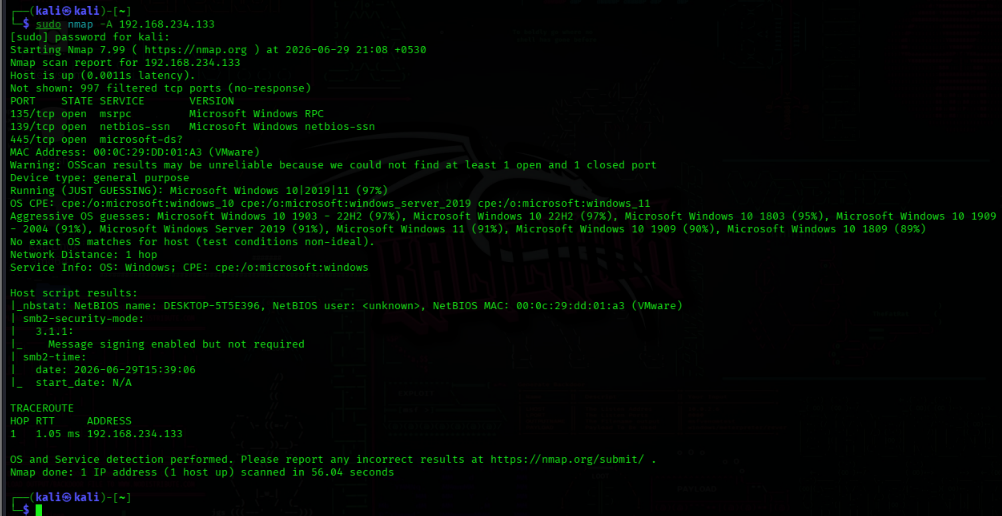 ┌──(kali㉿kali)-[~]
└─$ sudo nmap -A 192.168.234.133
[sudo] password for kali:
Starting Nmap 7.99 ( https://nmap.org ) at 2026-06-29 21:08 +0530
Nmap scan report for 192.168.234.133
Host is up (0.0011s latency).
Not shown: 997 filtered tcp ports (no-response)
PORT    STATE SERVICE       VERSION
135/tcp open  msrpc         Microsoft Windows RPC
139/tcp open  netbios-ssn   Microsoft Windows netbios-ssn
445/tcp open  microsoft-ds?
MAC Address: 00:0C:29:DD:01:A3 (VMware)
Warning: OSScan results may be unreliable because we could not find at least 1 open and 1 closed port
Device type: general purpose
Running (JUST GUESSING): Microsoft Windows 10|2019|11 (97%)
OS CPE: cpe:/o:microsoft:windows_10 cpe:/o:microsoft:windows_server_2019 cpe:/o:microsoft:windows_11
Aggressive OS guesses: Microsoft Windows 10 1903 - 22H2 (97%), Microsoft Windows 10 22H2 (97%), Microsoft Windows 10 1803 (95%), Microsoft Windows 10 1909
- 2004 (91%), Microsoft Windows Server 2019 (91%), Microsoft Windows 11 (91%), Microsoft Windows 10 1909 (90%), Microsoft Windows 10 1809 (89%)
No exact OS matches for host (test conditions non-ideal).
Network Distance: 1 hop
Service Info: OS: Windows; CPE: cpe:/o:microsoft:windows

Host script results:
|_nbstat: NetBIOS name: DESKTOP-5T5E396, NetBIOS user: <unknown>, NetBIOS MAC: 00:0c:29:dd:01:a3 (VMware)
| smb2-security-mode:
|   3.1.1:
|_    Message signing enabled but not required
| smb2-time:
|   date: 2026-06-29T15:39:06
|_  start_date: N/A

TRACEROUTE
HOP RTT     ADDRESS
1   1.05 ms 192.168.234.133

OS and Service detection performed. Please report any incorrect results at https://nmap.org/submit/ .
Nmap done: 1 IP address (1 host up) scanned in 56.04 seconds

┌──(kali㉿kali)-[~]
└─$